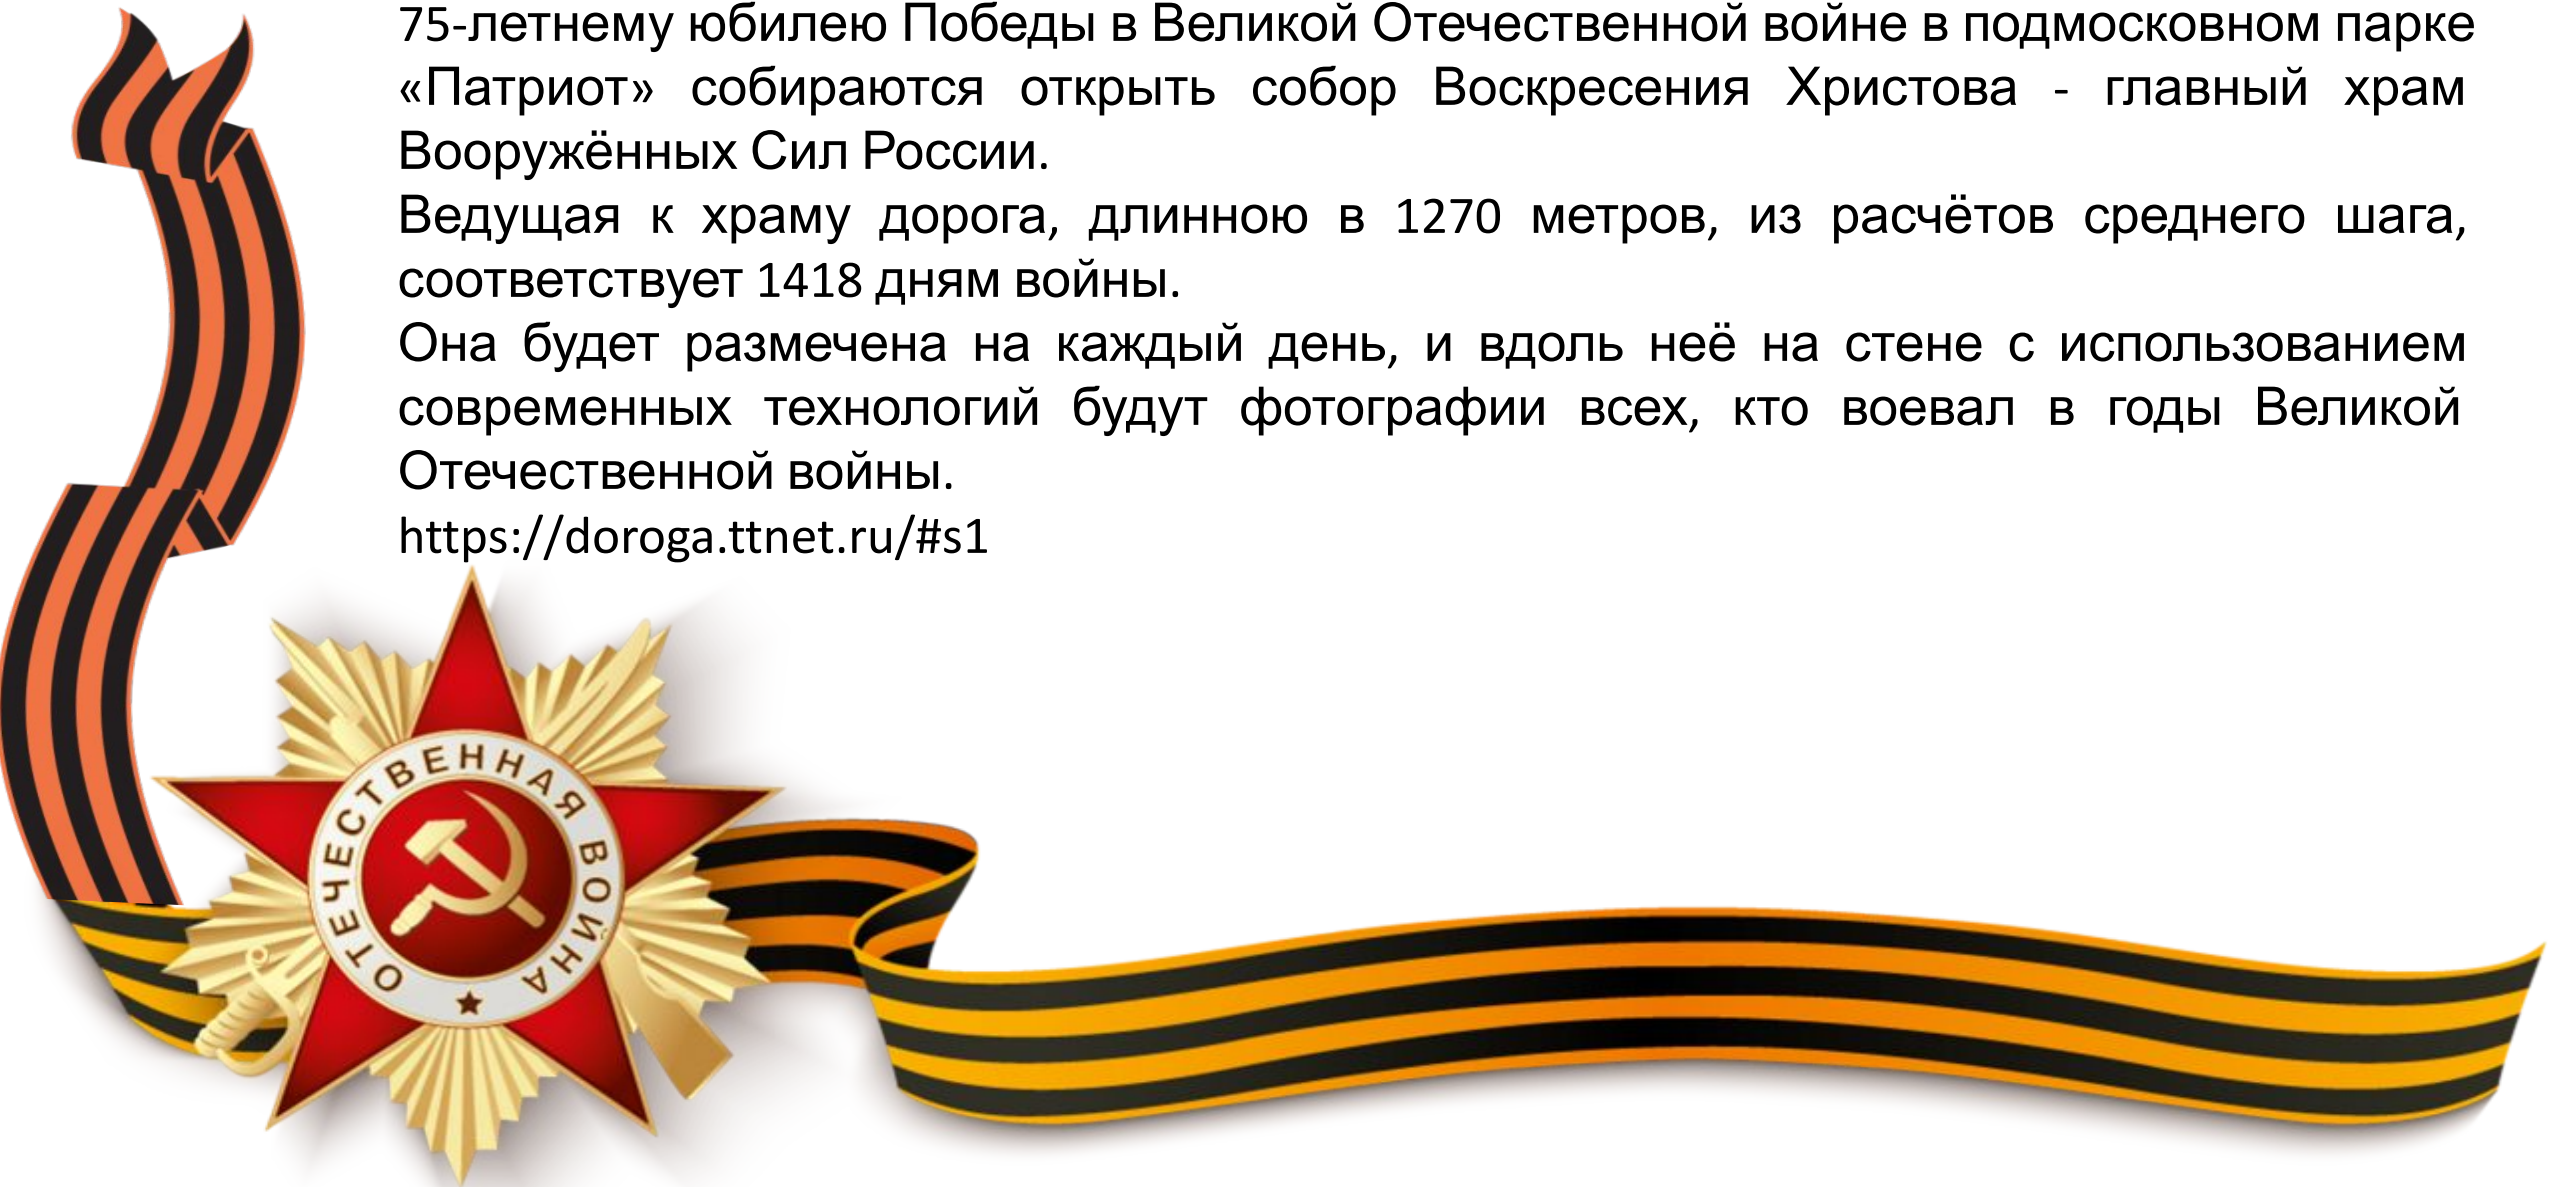 75-летнему юбилею Победы в Великой Отечественной войне в подмосковном парке
«Патриот» собираются открыть собор Воскресения Христова - главный храм
Вооружённых Сил России.
Ведущая к храму дорога, длинною в 1270 метров, из расчётов среднего шага,
соответствует 1418 дням войны.
Она будет размечена на каждый день, и вдоль неё на стене с использованием
современных технологий будут фотографии всех, кто воевал в годы Великой
Отечественной войны.
https://doroga.ttnet.ru/#s1
ОТЕЧЕСТВЕННАЯ ВОЙНА